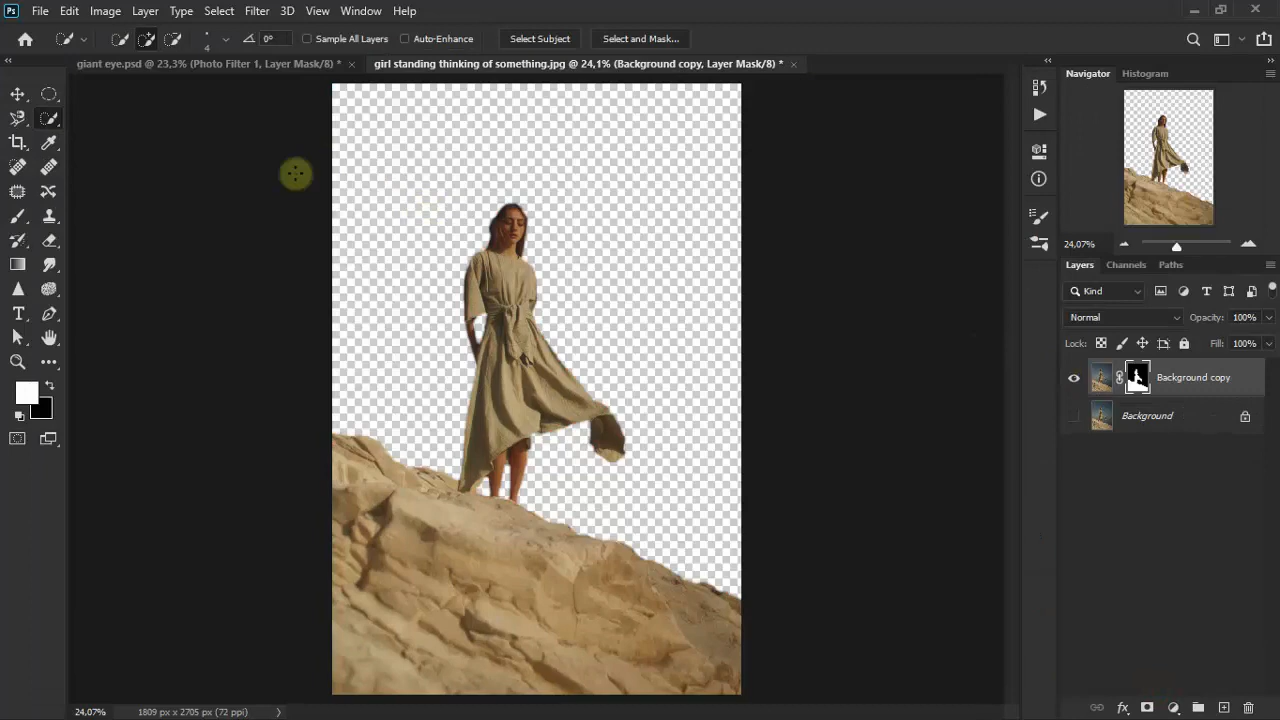 Ps File Edit Image Layer Type Select Filter 3D View Window Help
4 0° Sample All Layers Auto-Enhance Select Subject Select and Mask...
giant eye.psd @ 23,3% (Photo Filter 1, Layer Mask/8) * girl standing thinking of something.jpg @ 24,1% (Background copy, Layer Mask/8) *
Navigator Histogram
24,07%
Layers Channels Paths
Kind
Normal Opacity: 100%
Lock: Fill: 100%
Background copy
Background
24,07% 1809 px x 2705 px (72 ppi)